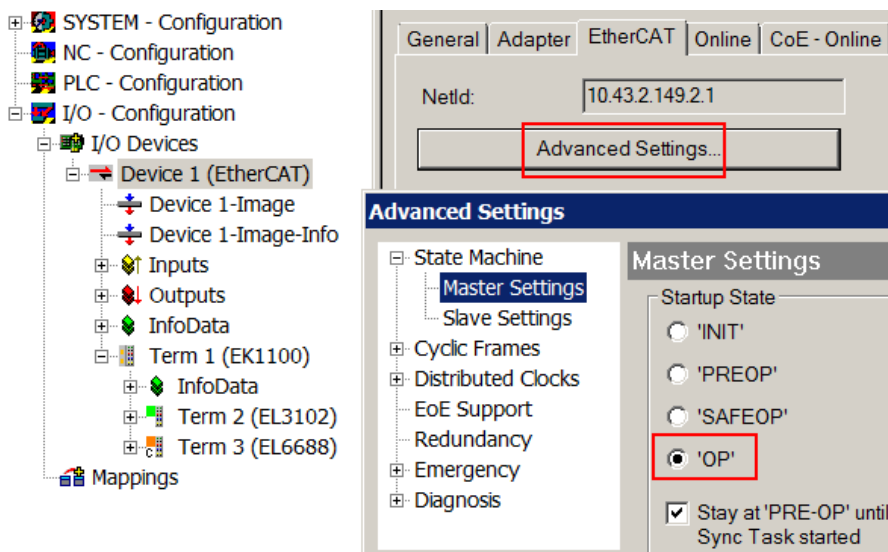 SYSTEM - Configuration
NC - Configuration
PLC - Configuration
I/O - Configuration
I/O Devices
Device 1 (EtherCAT)
Device 1-Image
Device 1-Image-Info
Inputs
Outputs
InfoData
Term 1 (EK1100)
InfoData
Term 2 (EL3102)
Term 3 (EL6688)
Mappings
General Adapter EtherCAT Online CoE - Online
NetId: 10.43.2.149.2.1
Advanced Settings...
Advanced Settings
State Machine
Master Settings
Slave Settings
Cyclic Frames
Distributed Clocks
EoE Support
Redundancy
Emergency
Diagnosis
Master Settings
Startup State
'INIT'
'PREOP'
'SAFEOP'
'OP'
Stay at 'PRE-OP' until
Sync Task started